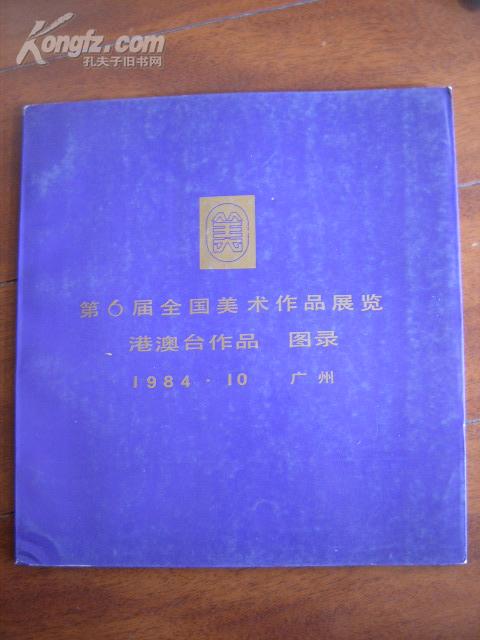 Kongfz.com
孔夫子旧书网
美
第6届全国美术作品展览
港澳台作品 图录
1984·10 广州